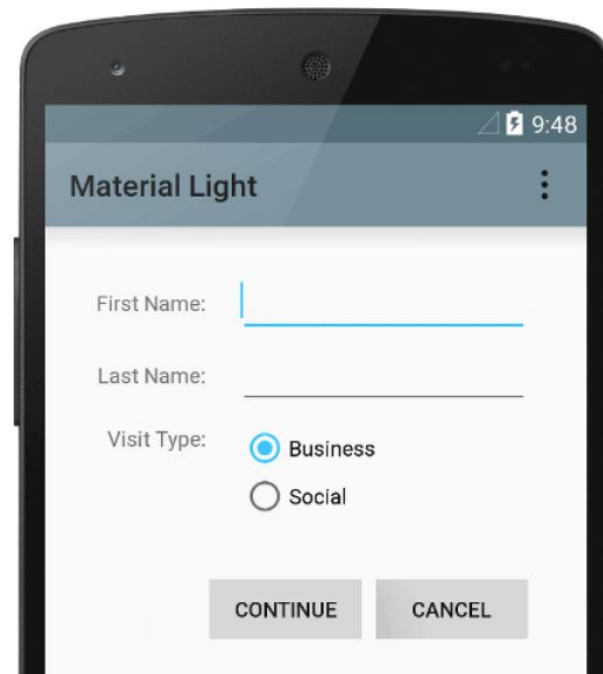 9:48
Material Light
First Name:
Last Name:
Visit Type:
Business
Social
CONTINUE CANCEL